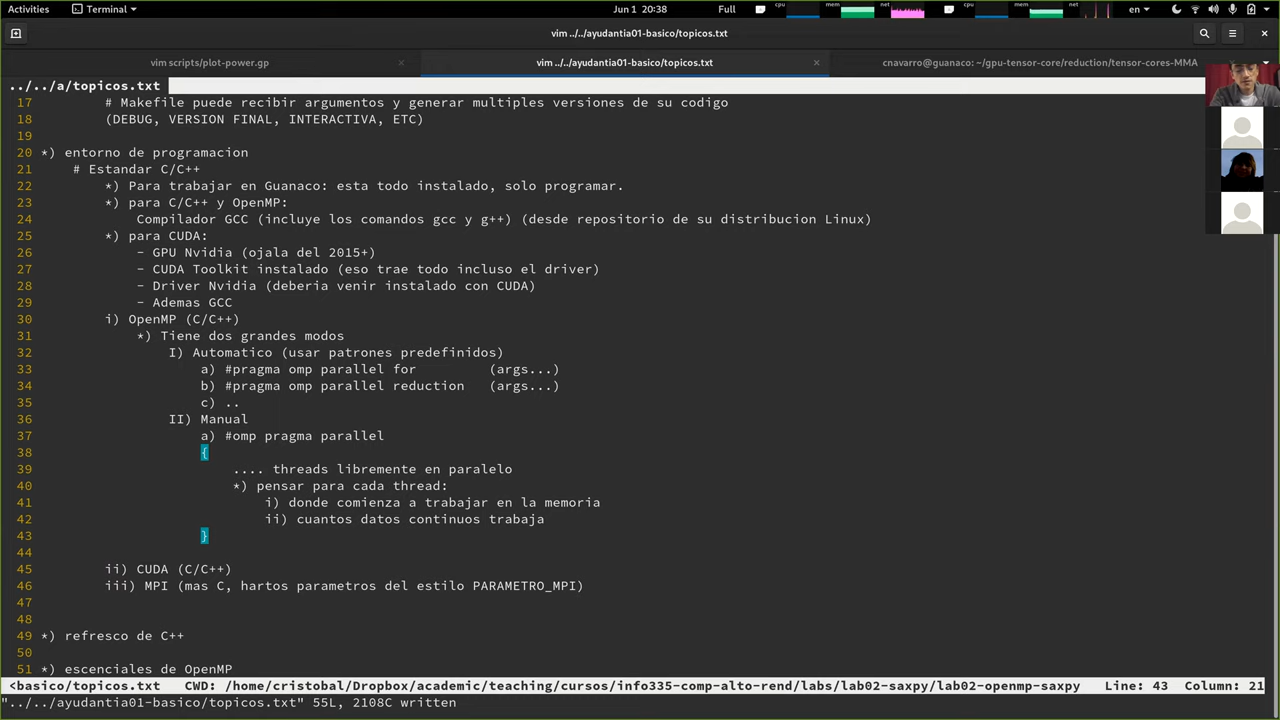 Activities Terminal Jun 1 20:38 Full cpu mem net cpu mem net en
vim ../../ayudantia01-basico/topicos.txt
vim scripts/plot-power.gp vim ../../ayudantia01-basico/topicos.txt cnavarro@guanaco: ~/gpu-tensor-core/reduction/tensor-cores-MMA
../../a/topicos.txt
17 # Makefile puede recibir argumentos y generar multiples versiones de su codigo
18 (DEBUG, VERSION FINAL, INTERACTIVA, ETC)
19
20 *) entorno de programacion
21 # Estandar C/C++
22 *) Para trabajar en Guanaco: esta todo instalado, solo programar.
23 *) para C/C++ y OpenMP:
24 Compilador GCC (incluye los comandos gcc y g++) (desde repositorio de su distribucion Linux)
25 *) para CUDA:
26 - GPU Nvidia (ojala del 2015+)
27 - CUDA Toolkit instalado (eso trae todo incluso el driver)
28 - Driver Nvidia (deberia venir instalado con CUDA)
29 - Ademas GCC
30 i) OpenMP (C/C++)
31 *) Tiene dos grandes modos
32 I) Automatico (usar patrones predefinidos)
33 a) #pragma omp parallel for (args...)
34 b) #pragma omp parallel reduction (args...)
35 c) ..
36 II) Manual
37 a) #omp pragma parallel
38 {
39 .... threads libremente en paralelo
40 *) pensar para cada thread:
41 i) donde comienza a trabajar en la memoria
42 ii) cuantos datos continuos trabaja
43 }
44
45 ii) CUDA (C/C++)
46 iii) MPI (mas C, hartos parametros del estilo PARAMETRO_MPI)
47
48
49 *) refresco de C++
50
51 *) escenciales de OpenMP
<basico/topicos.txt CWD: /home/cristobal/Dropbox/academic/teaching/cursos/info335-comp-alto-rend/labs/lab02-saxpy/lab02-openmp-saxpy Line: 43 Column: 21
"../../ayudantia01-basico/topicos.txt" 55L, 2108C written